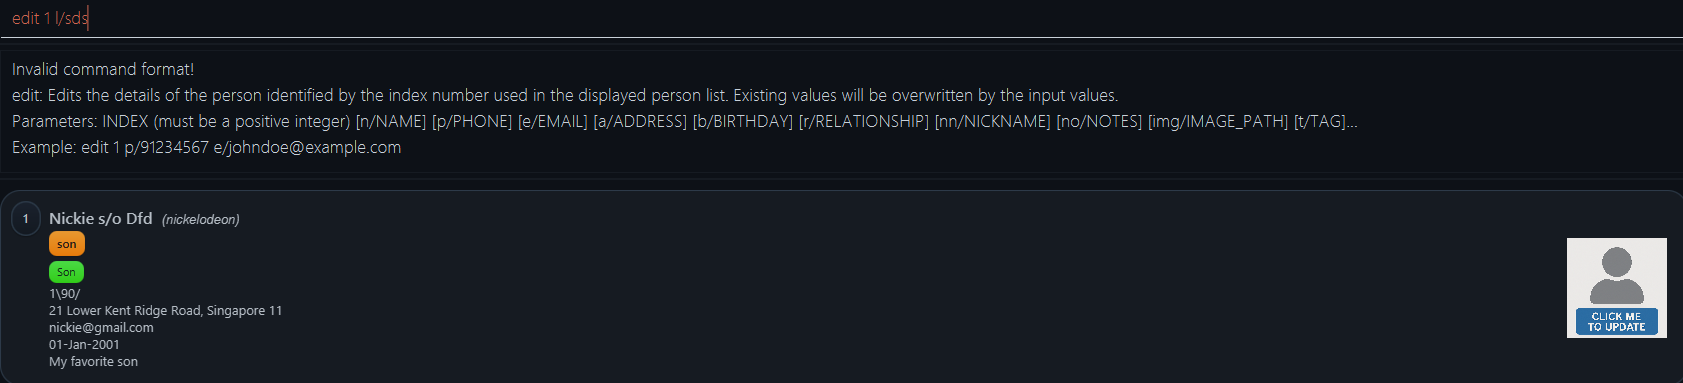 edit 1 l/sds
Invalid command format!
edit: Edits the details of the person identified by the index number used in the displayed person list. Existing values will be overwritten by the input values.
Parameters: INDEX (must be a positive integer) [n/NAME] [p/PHONE] [e/EMAIL] [a/ADDRESS] [b/BIRTHDAY] [r/RELATIONSHIP] [nn/NICKNAME] [no/NOTES] [img/IMAGE_PATH] [t/TAG]...
Example: edit 1 p/91234567 e/johndoe@example.com
1 Nickie s/o Dfd (nickelodeon)
son
Son
1\90/
21 Lower Kent Ridge Road, Singapore 11
nickie@gmail.com
01-Jan-2001
My favorite son
CLICK ME
TO UPDATE